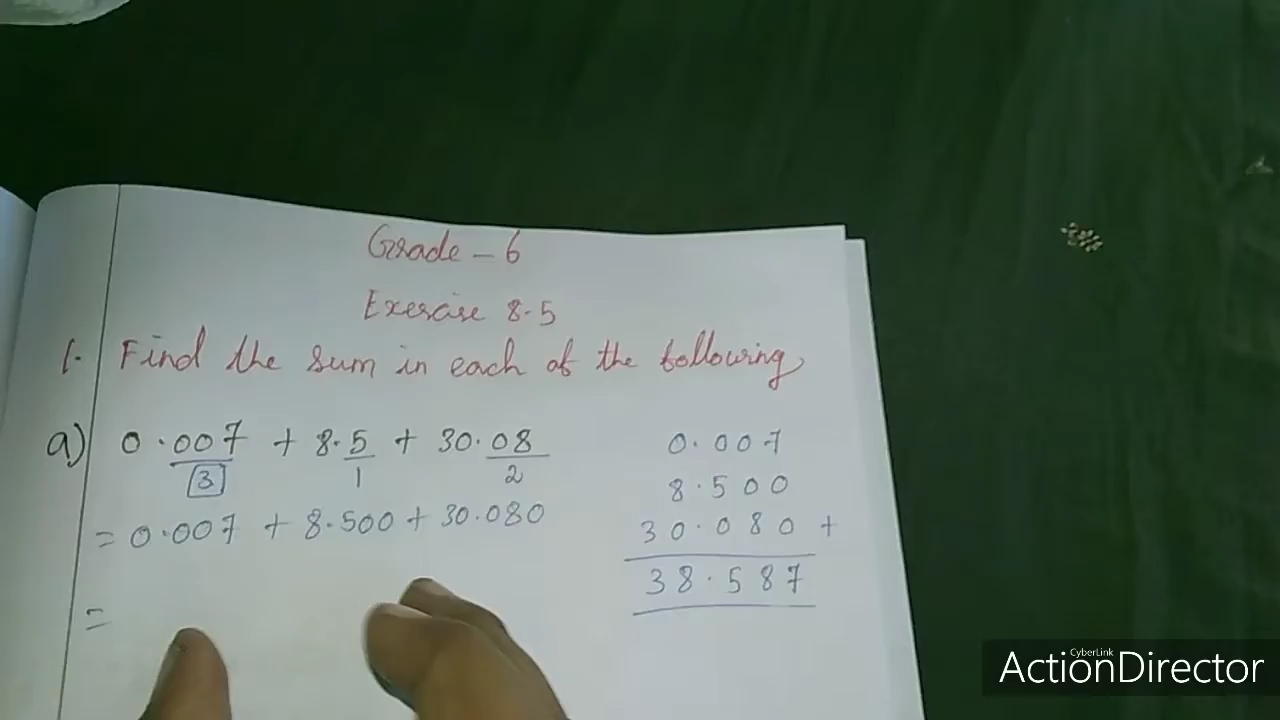 Grade - 6
Exercise 8.5
1. Find the sum in each of the following
a) 0.007 + 8.5 + 30.08
3 1 2
= 0.007 + 8.500 + 30.080
=
0.007
8.500
30.080 +
38.587
CyberLink
ActionDirector